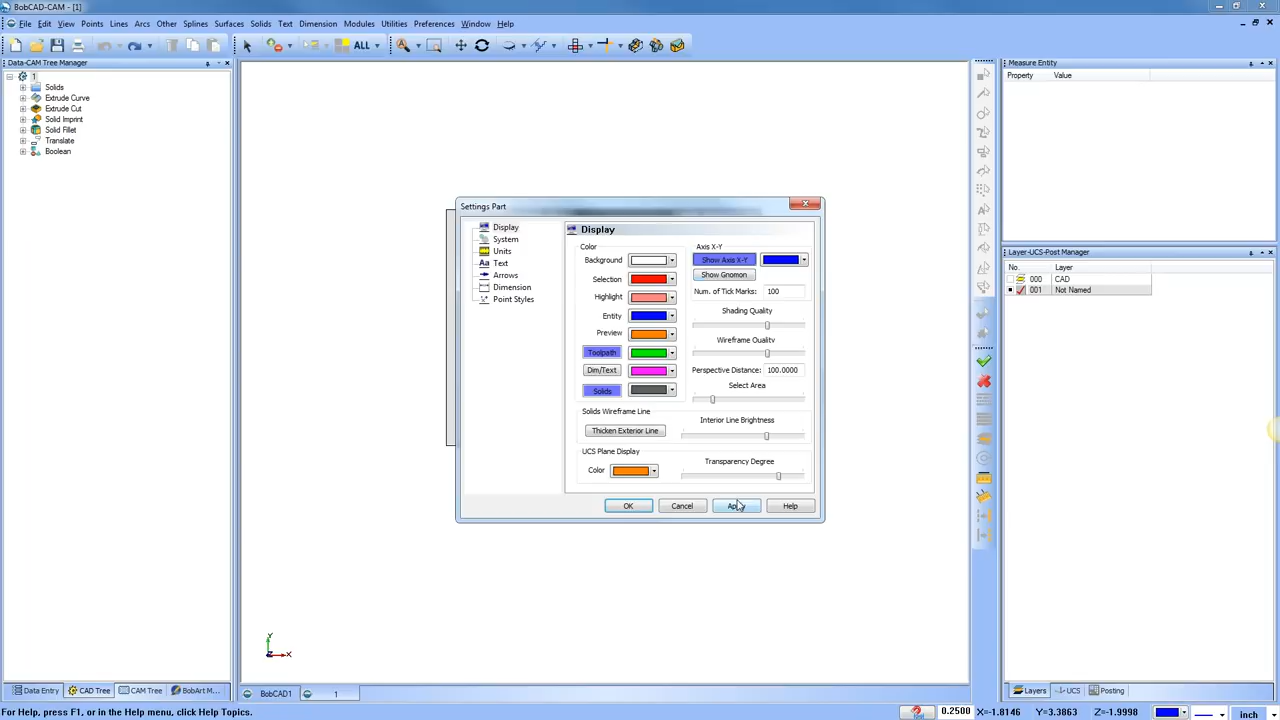 BobCAD-CAM - [1]
File Edit View Points Lines Arcs Other Splines Surfaces Solids Text Dimension Modules Utilities Preferences Window Help
ALL
Data-CAM Tree Manager
1
Solids
Extrude Curve
Extrude Cut
Solid Imprint
Solid Fillet
Translate
Boolean
Settings Part
Display
System
Units
Aa Text
Arrows
Dimension
Point Styles
Display
Color
Background
Selection
Highlight
Entity
Preview
Toolpath
Dim/Text
Solids
Axis X-Y
Show Axis X-Y
Show Gnomon
Num. of Tick Marks: 100
Shading Quality
Wireframe Quality
Perspective Distance: 100.0000
Select Area
Solids Wireframe Line
Thicken Exterior Line
Interior Line Brightness
UCS Plane Display
Color
Transparency Degree
OK Cancel Apply Help
Measure Entity
Property Value
Layer-UCS-Post Manager
No. Layer
000 CAD
001 Not Named
Y
Z X
Data Entry CAD Tree CAM Tree BobArt M...
BobCAD1 1
Layers UCS Posting
For Help, press F1, or in the Help menu, click Help Topics.
0.2500 X=-1.8146 Y=3.3863 Z=-1.9998 inch